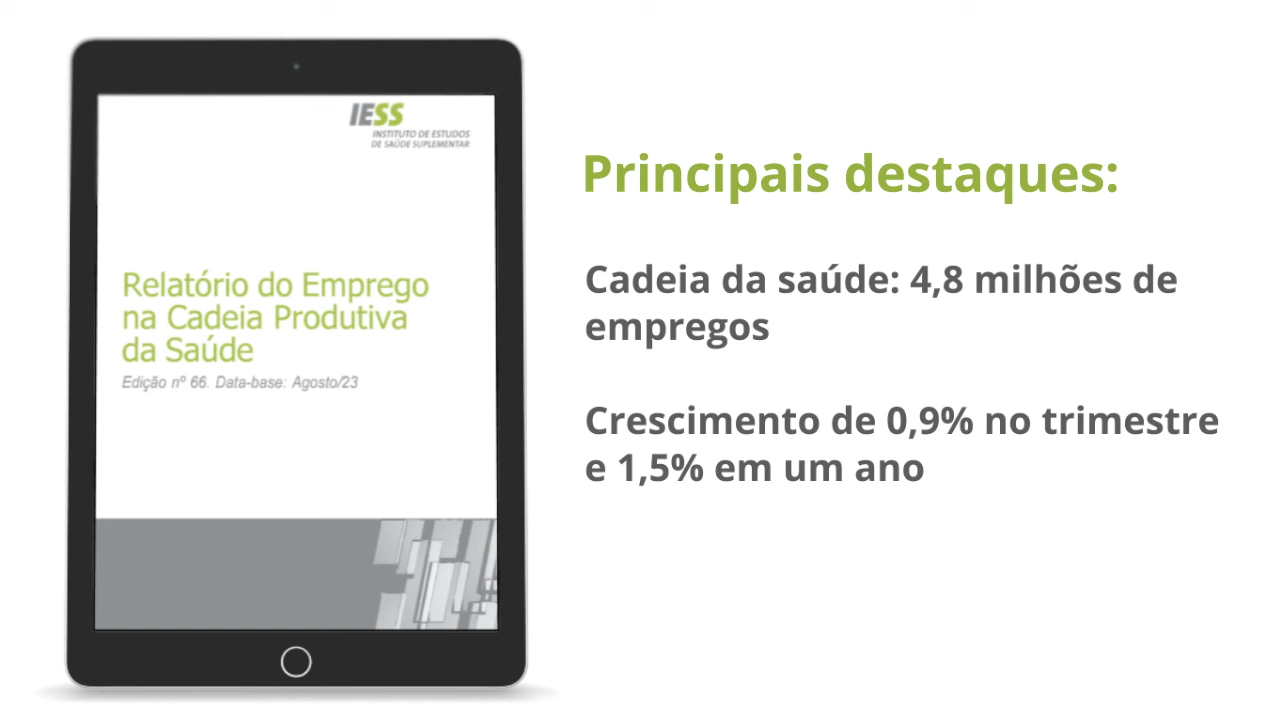 IESS
INSTITUTO DE ESTUDOS
DE SAÚDE SUPLEMENTAR
Relatório do Emprego
na Cadeia Produtiva
da Saúde
Edição nº 66. Data-base: Agosto/23
Principais destaques:
Cadeia da saúde: 4,8 milhões de
empregos
Crescimento de 0,9% no trimestre
e 1,5% em um ano